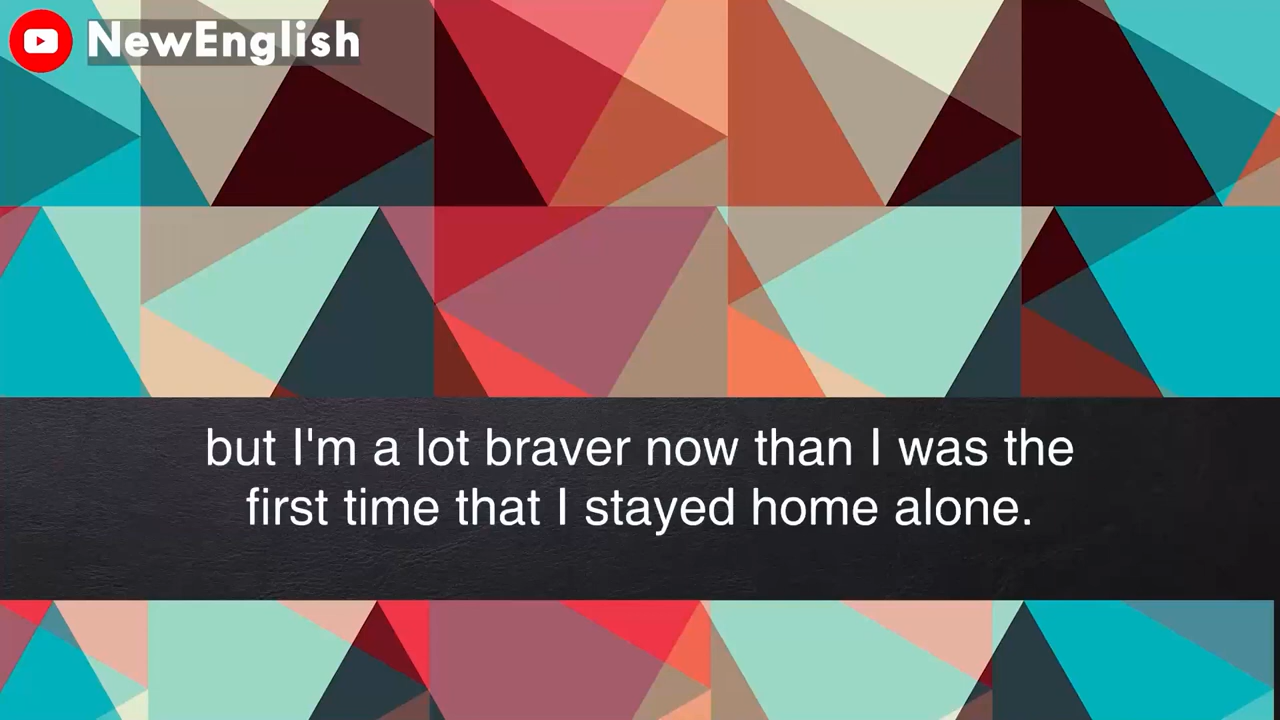 NewEnglish
but I'm a lot braver now than I was the
first time that I stayed home alone.